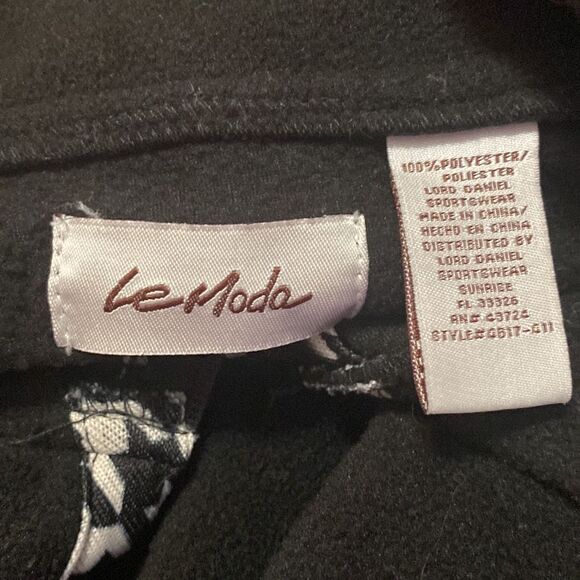 Le Moda
100% POLYESTER/
POLIESTER
LORD DANIEL
SPORTSWEAR
MADE IN CHINA/
HECHO EN CHINA
DISTRIBUTED BY
LORD DANIEL
SPORTSWEAR
SUNRISE
FL 33326
RN# 43724
STYLE#GB17-G11